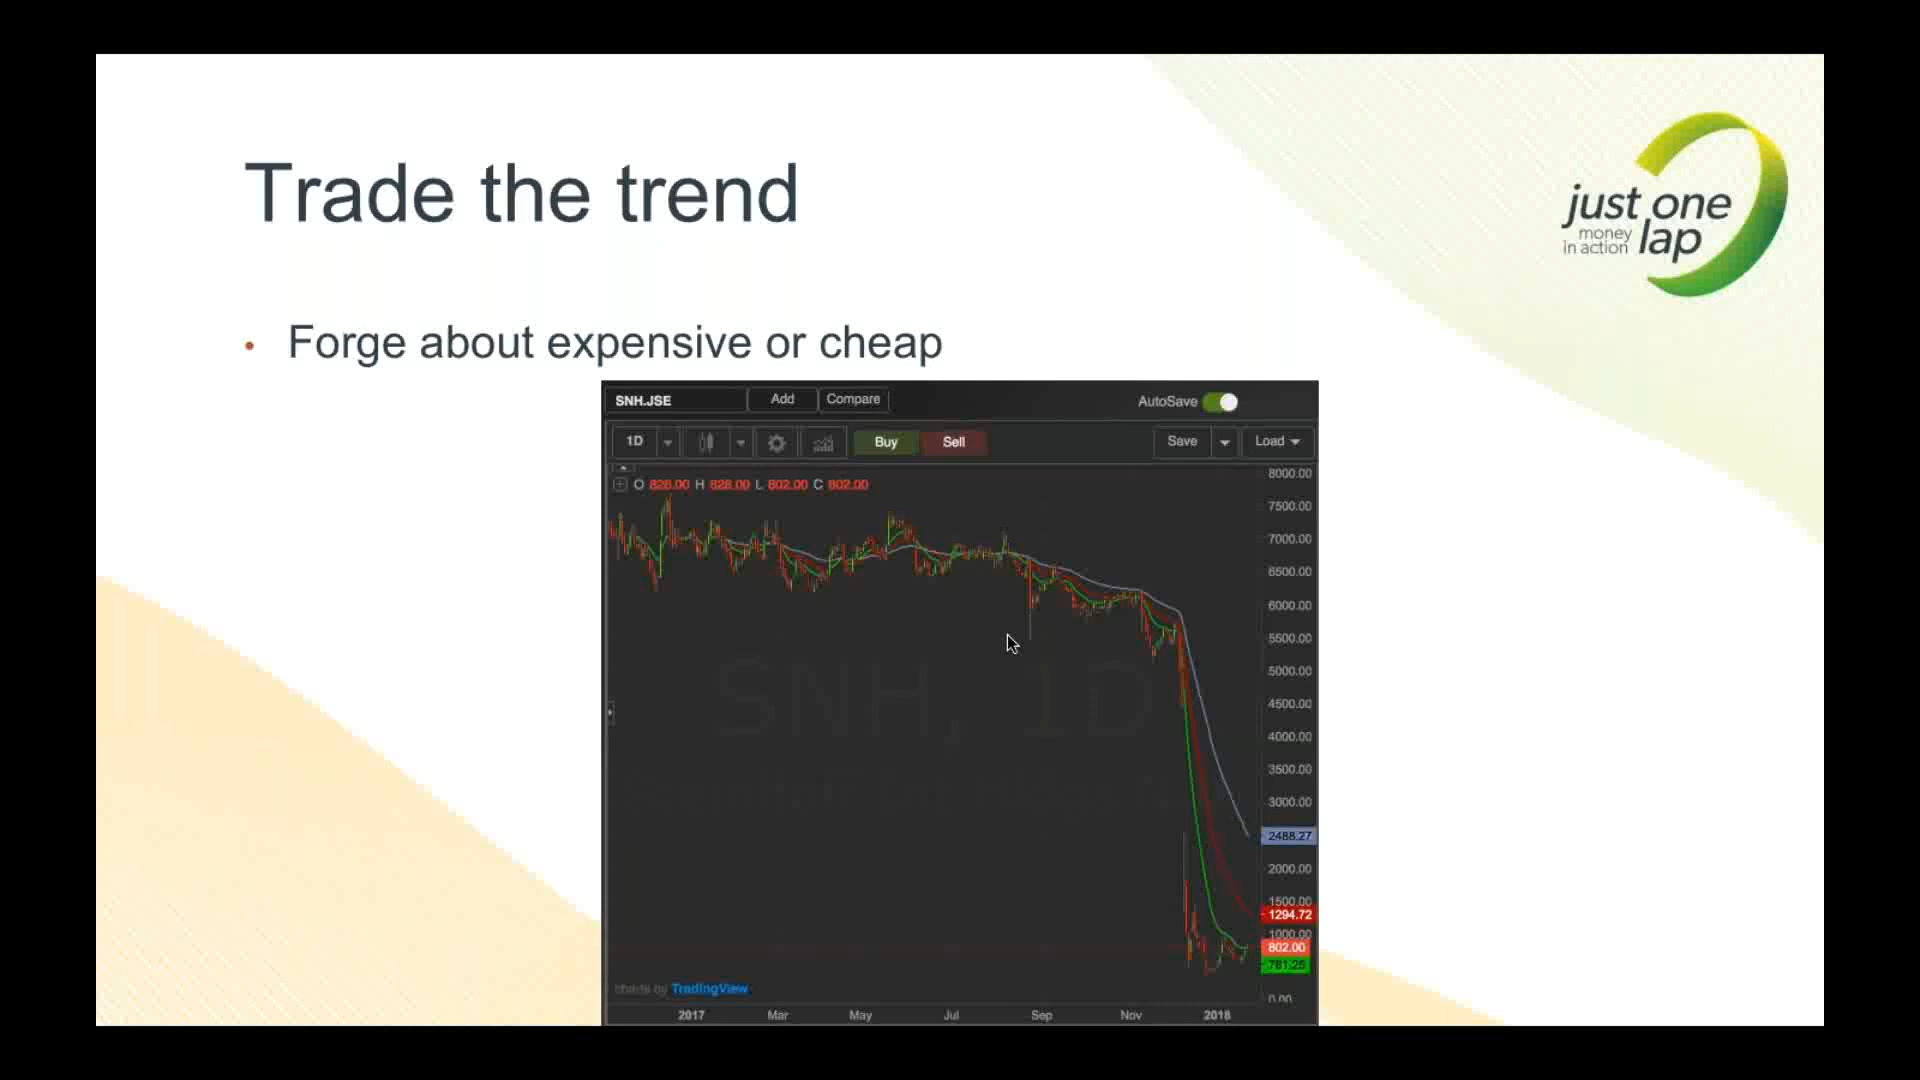 Trade the trend
just one
money
in action lap
• Forge about expensive or cheap
SNH.JSE Add Compare AutoSave
1D Buy Sell Save Load
O 828.00 H 828.00 L 802.00 C 802.00
8000.00
7500.00
7000.00
6500.00
6000.00
5500.00
5000.00
SNH, 1D
4500.00
4000.00
3500.00
3000.00
2488.27
2000.00
1500.00
1294.72
1000.00
802.00
781.25
charts by TradingView
0.00
2017 Mar May Jul Sep Nov 2018